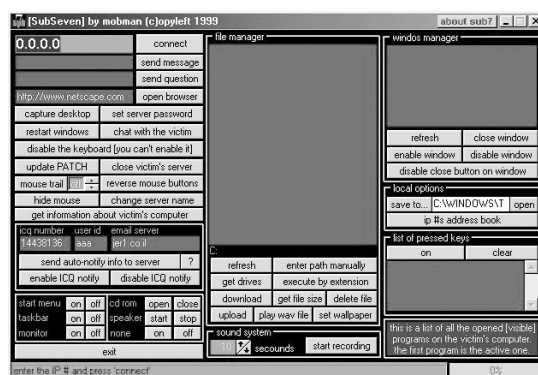 [SubSeven] by mobman (c)opyleft 1999
about sub7
0.0.0.0
connect
send message
send question
http://www.netscape.com
open browser
capture desktop
set server password
restart windows
chat with the victim
disable the keyboard [you can't enable it]
update PATCH
close victim's server
mouse trail
reverse mouse buttons
hide mouse
change server name
get information about victim's computer
icq number
user id
email server
14438136
aaa
jer1.co.il
send auto-notify info to server
?
enable ICQ notify
disable ICQ notify
start menu
on
off
cd rom
open
close
taskbar
on
off
speaker
start
stop
monitor
on
off
none
on
off
exit
file manager
C:
refresh
enter path manually
get drives
execute by extension
download
get file size
delete file
upload
play wav file
set wallpaper
sound system
10
secounds
start recording
windos manager
refresh
close window
enable window
disable window
disable close button on window
local options
save to...
C:\WINDOWS\T
open
ip #s address book
list of pressed keys
on
clear
this is a list of all the opened [visible]
programs on the victim's computer.
the first program is the active one.
enter the IP # and press 'connect'
0%